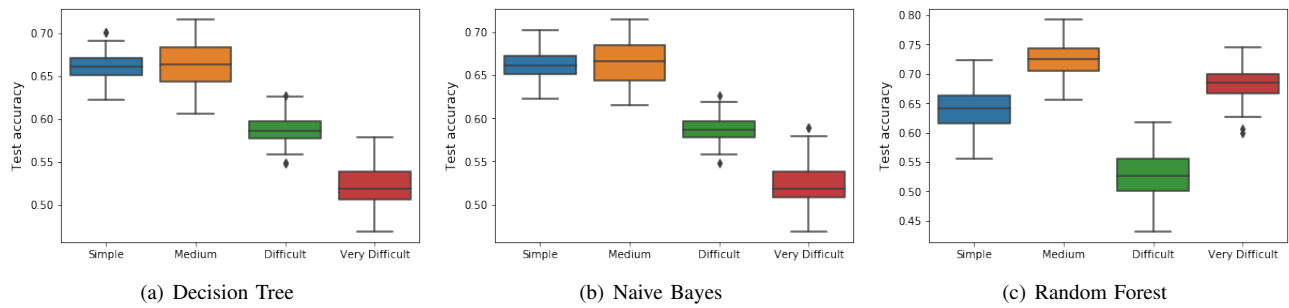 Test accuracy
0.70
0.65
0.60
0.55
0.50
Simple Medium Difficult Very Difficult
(a) Decision Tree
Test accuracy
0.70
0.65
0.60
0.55
0.50
Simple Medium Difficult Very Difficult
(b) Naive Bayes
Test accuracy
0.80
0.75
0.70
0.65
0.60
0.55
0.50
0.45
Simple Medium Difficult Very Difficult
(c) Random Forest